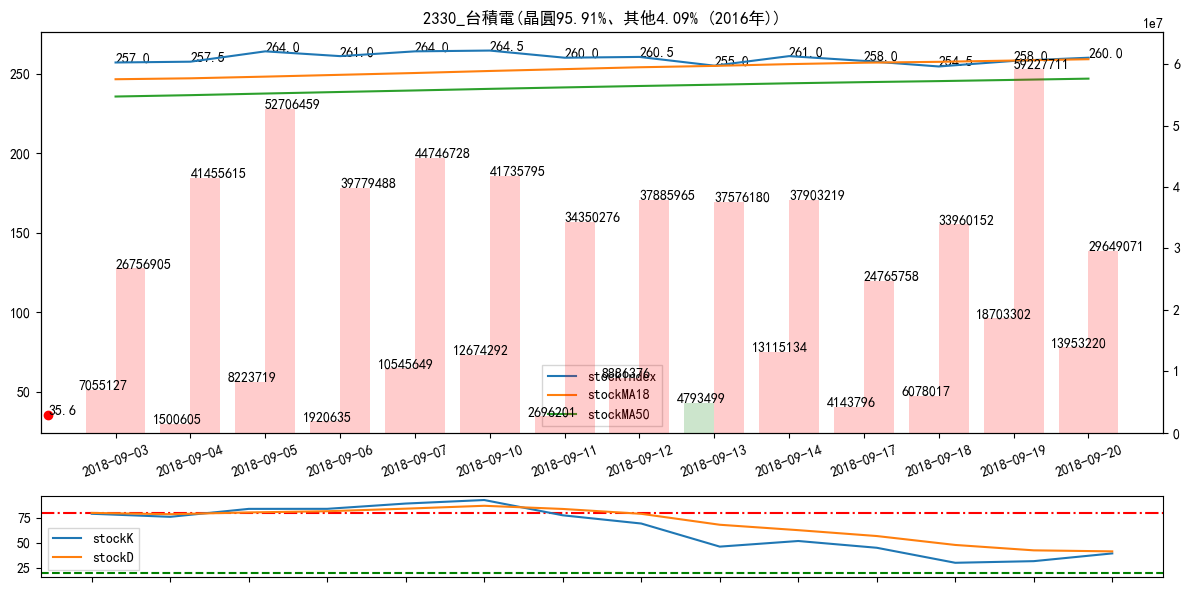 2330_台積電(晶圓95.91%、其他4.09% (2016年))
1e7
257.0 257.5 264.0 261.0 264.0 264.5 260.0 260.5 255.0 261.0 258.0 254.5 258.0 260.0
250
200
150
100
50
6
5
4
3
2
1
0
26756905 41455615 52706459 39779488 44746728 41735795 34350276 37885965 37576180 37903219 24765758 33960152 59227711 29649071
7055127 1500605 8223719 1920635 10545649 12674292 2696201 8886376 4793499 13115134 4143796 6078017 18703302 13953220
35.6
stockIndex
stockMA18
stockMA50
2018-09-03 2018-09-04 2018-09-05 2018-09-06 2018-09-07 2018-09-10 2018-09-11 2018-09-12 2018-09-13 2018-09-14 2018-09-17 2018-09-18 2018-09-19 2018-09-20
75
50
25
stockK
stockD